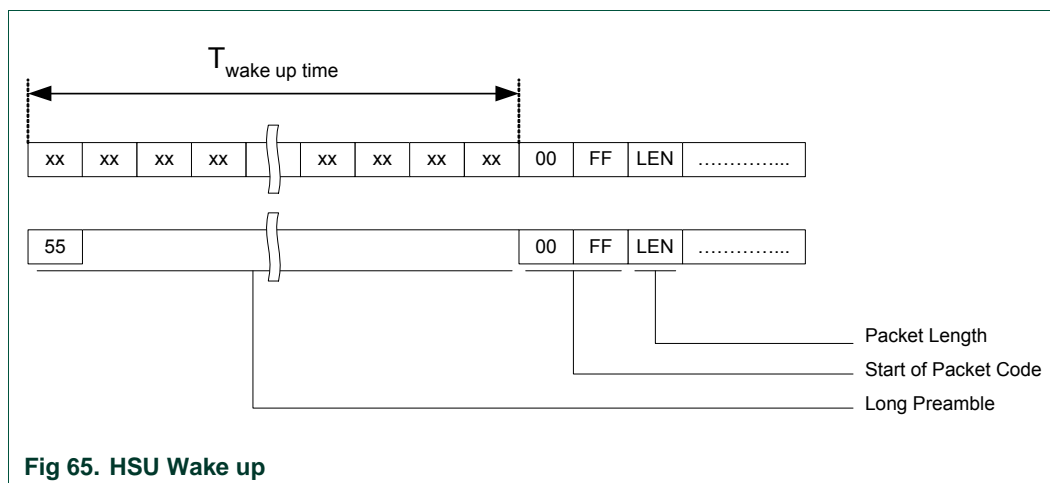 T wake up time
xx xx xx xx xx xx xx xx 00 FF LEN …………...
55 00 FF LEN …………...
Packet Length
Start of Packet Code
Long Preamble
Fig 65. HSU Wake up